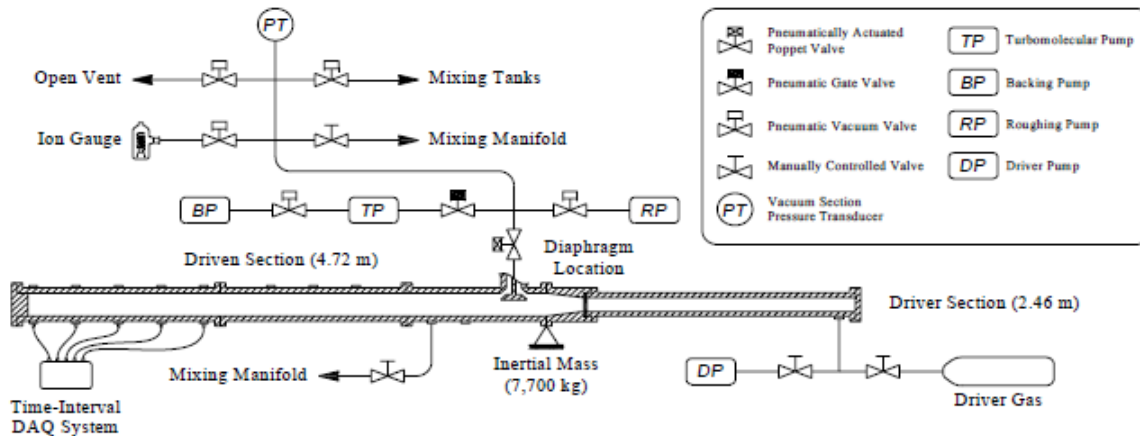 PT
Open Vent
Mixing Tanks
Ion Gauge
Mixing Manifold
BP
TP
RP
Diaphragm
Location
Driven Section (4.72 m)
Driver Section (2.46 m)
Mixing Manifold
Inertial Mass
(7,700 kg)
DP
Driver Gas
Time-Interval
DAQ System
Pneumatically Actuated
Poppet Valve
Pneumatic Gate Valve
Pneumatic Vacuum Valve
Manually Controlled Valve
PT
Vacuum Section
Pressure Transducer
TP
Turbomolecular Pump
BP
Backing Pump
RP
Roughing Pump
DP
Driver Pump